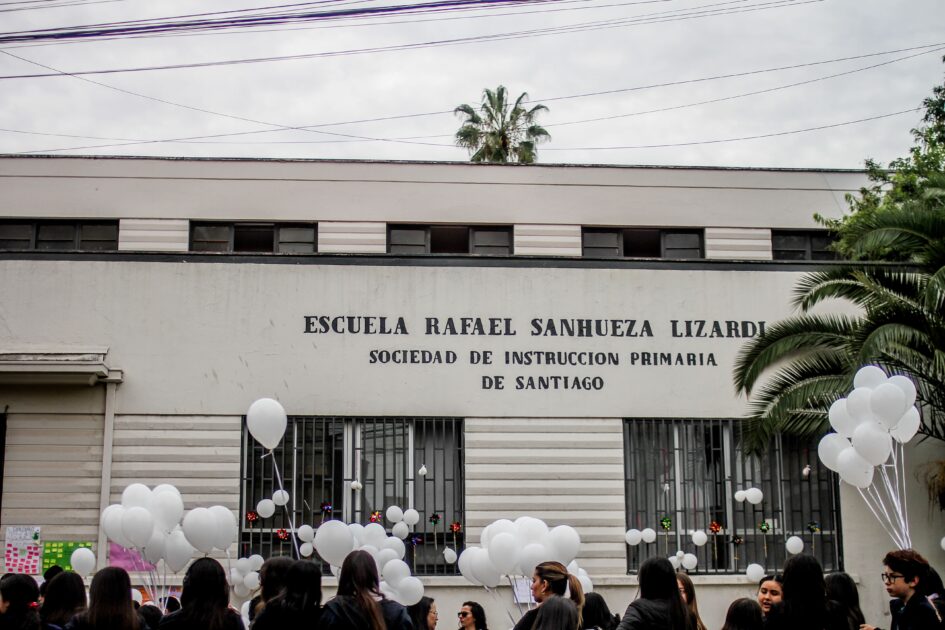 ESCUELA RAFAEL SANHUEZA LIZARDI
SOCIEDAD DE INSTRUCCION PRIMARIA
DE SANTIAGO